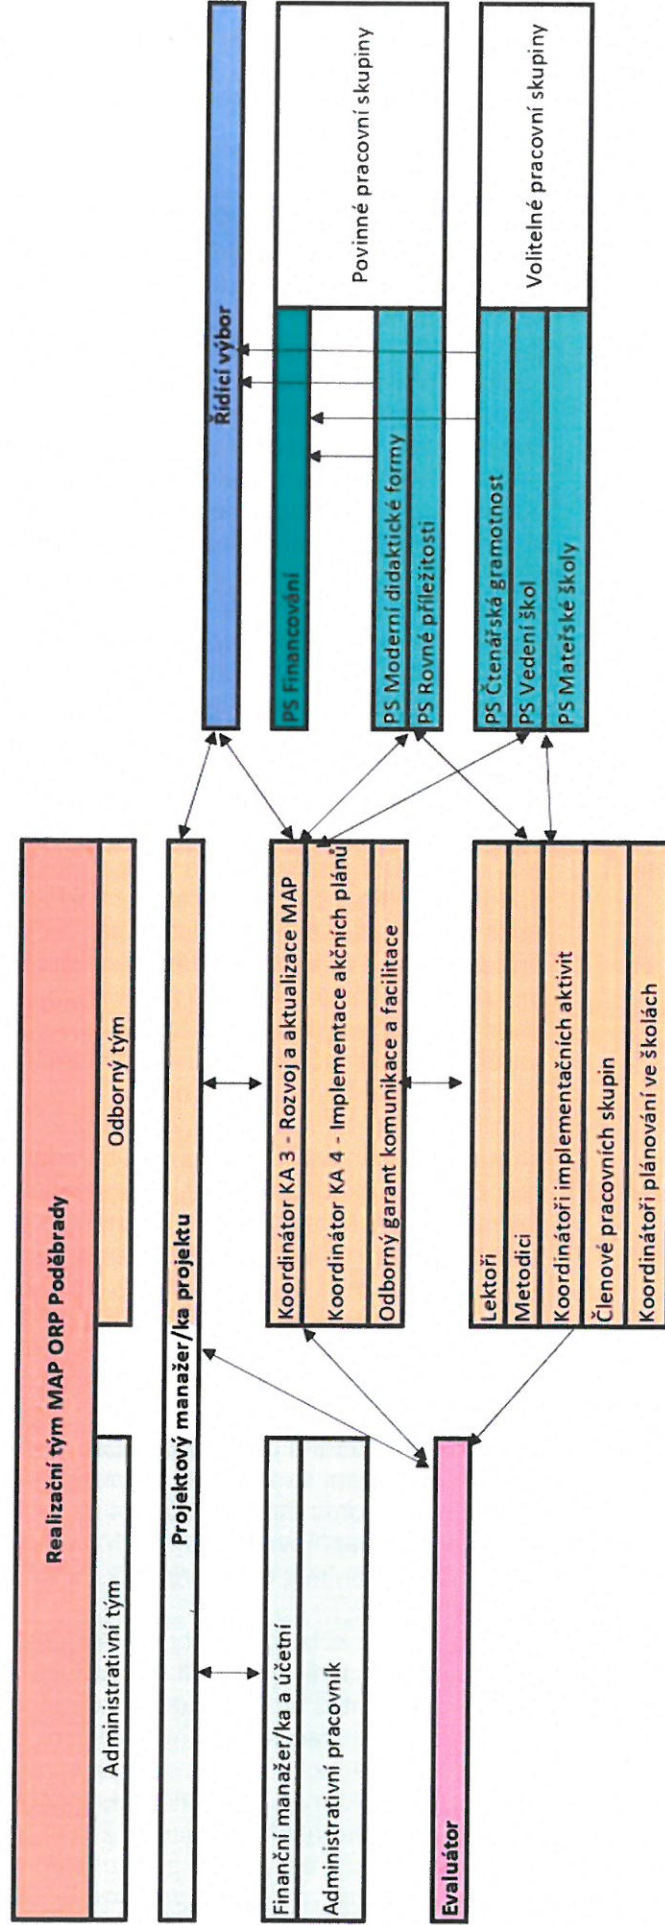 Realizační tým MAP ORP Poděbrady
Administrativní tým
Odborný tým
Projektový manažer/ka projektu
Řídící výbor
Finanční manažer/ka a účetní
Administrativní pracovník
Koordinátor KA 3 - Rozvoj a aktualizace MAP
Koordinátor KA 4 - Implementace akčních plánů
Odborný garant komunikace a facilitace
PS Financování
PS Moderní didaktické formy
PS Rovné příležitosti
Povinné pracovní skupiny
Evaluátor
Lektoři
Metodici
Koordinátoři implementačních aktivit
Členové pracovních skupin
Koordinátoři plánování ve školách
PS Čtenářská gramotnost
PS Vedení škol
PS Mateřské školy
Volitelné pracovní skupiny